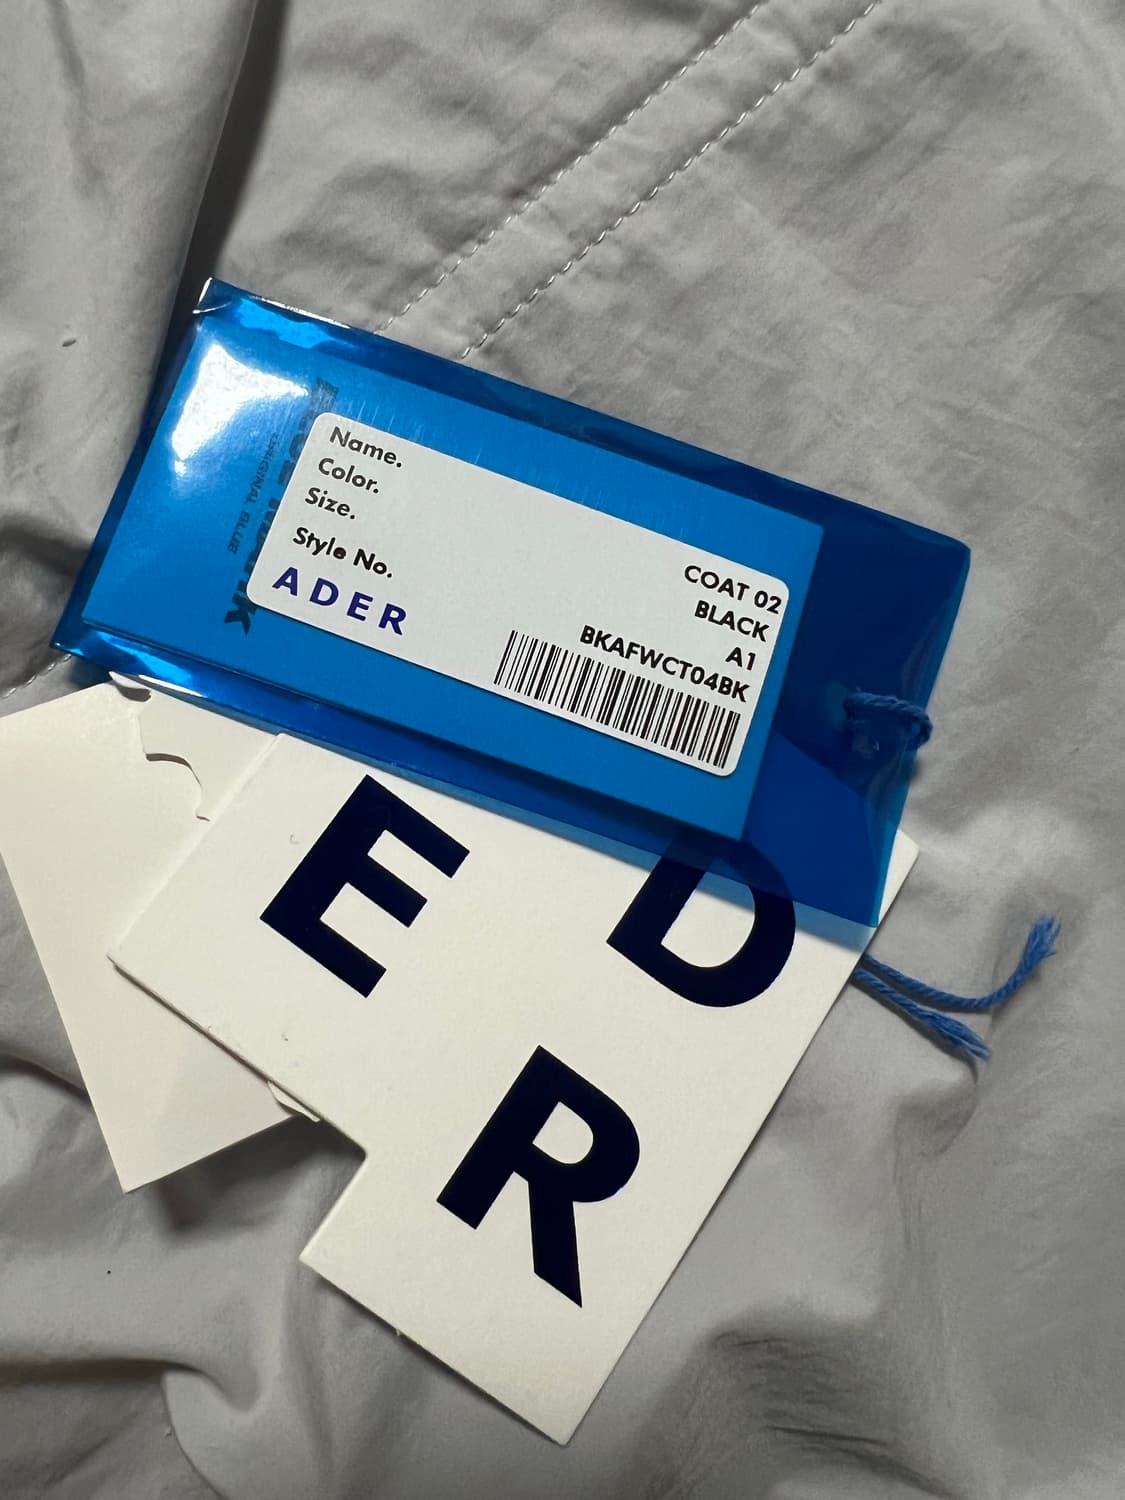 Name. COAT 02
Color. BLACK
Size. A1
Style No. BKAFWCT04BK
ADER
ORIGINAL BLUE
E D
R